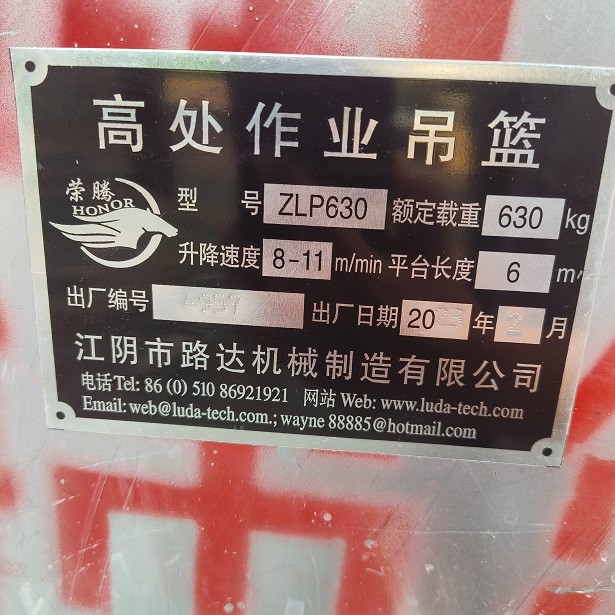 高处作业吊篮
荣腾
HONOR
型 号 ZLP630 额定载重 630 kg
升降速度 8-11 m/min 平台长度 6 m
出厂编号
出厂日期 20 年 2 月
江阴市路达机械制造有限公司
电话Tel: 86 (0) 510 86921921 网站 Web: www.luda-tech.com
Email: web@luda-tech.com.; wayne 88885@hotmail.com